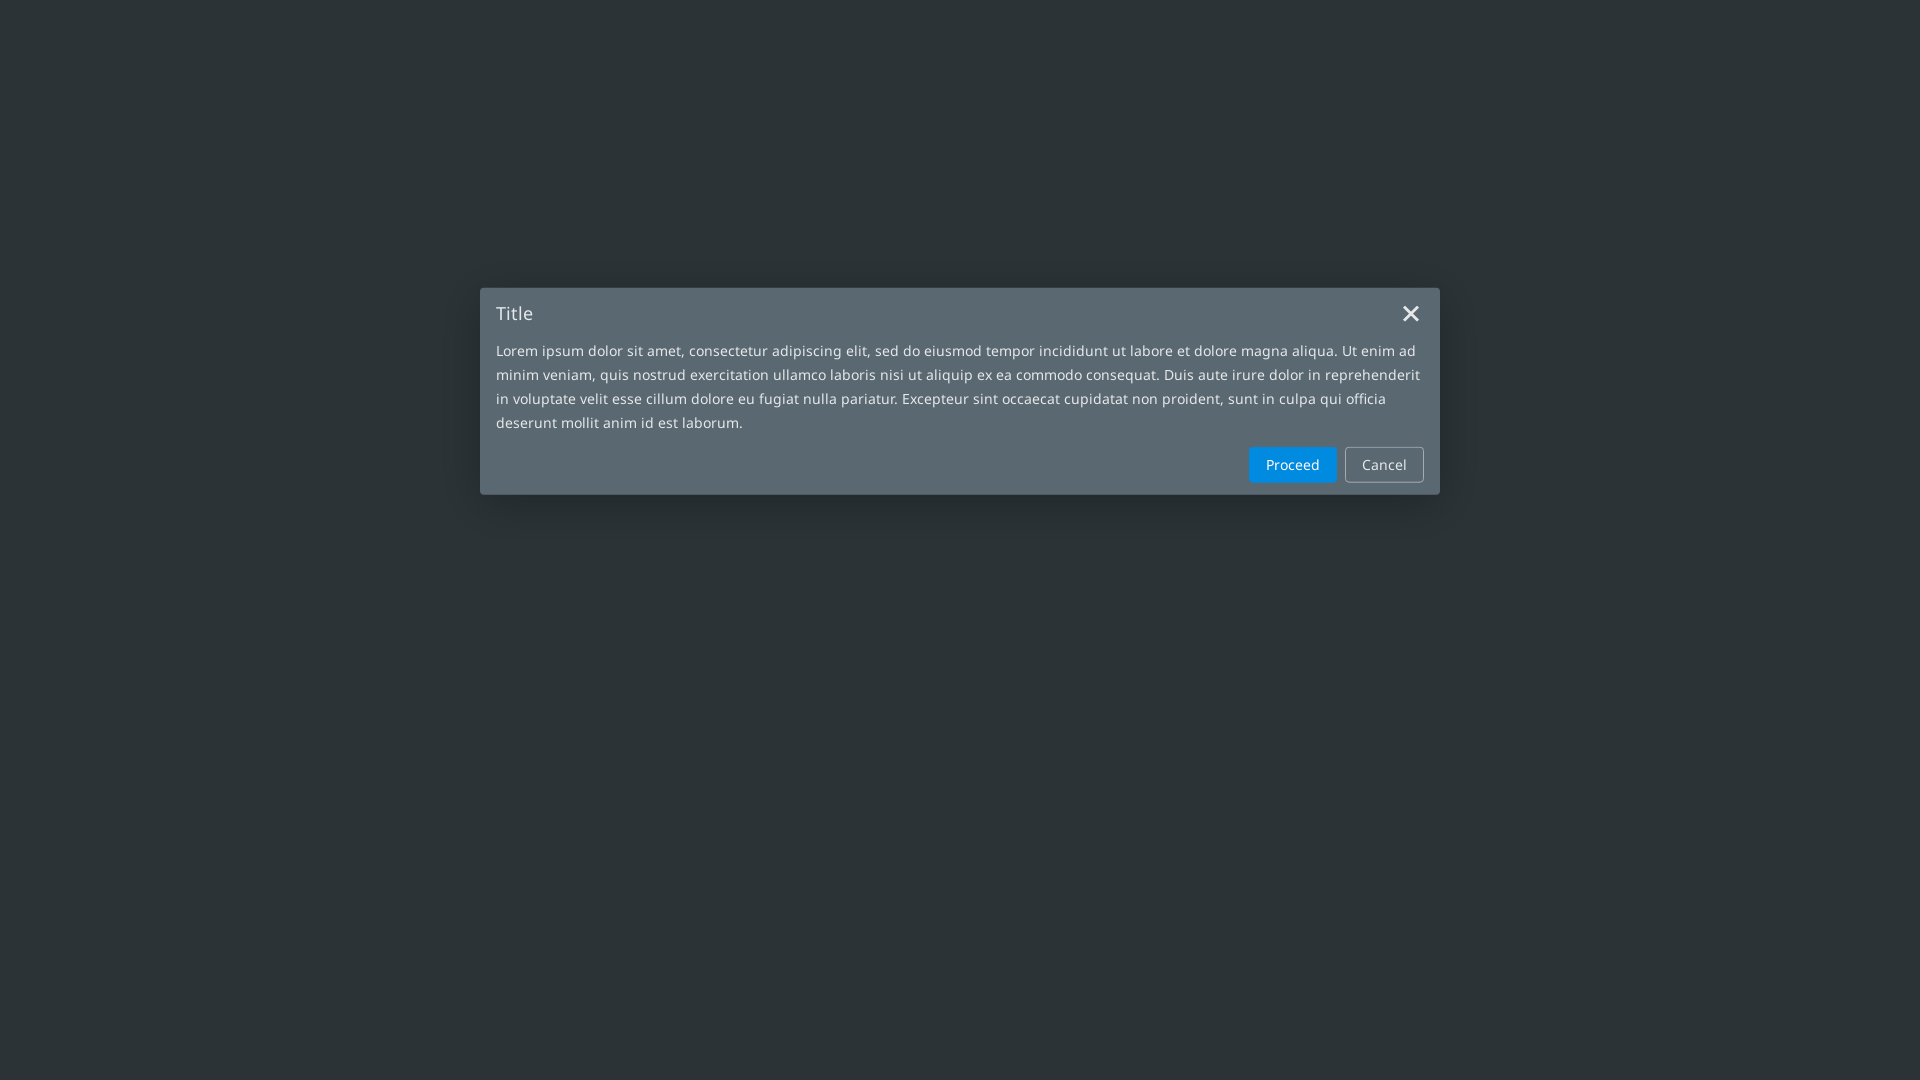 Title
Lorem ipsum dolor sit amet, consectetur adipiscing elit, sed do eiusmod tempor incididunt ut labore et dolore magna aliqua. Ut enim ad
minim veniam, quis nostrud exercitation ullamco laboris nisi ut aliquip ex ea commodo consequat. Duis aute irure dolor in reprehenderit
in voluptate velit esse cillum dolore eu fugiat nulla pariatur. Excepteur sint occaecat cupidatat non proident, sunt in culpa qui officia
deserunt mollit anim id est laborum.
Proceed Cancel